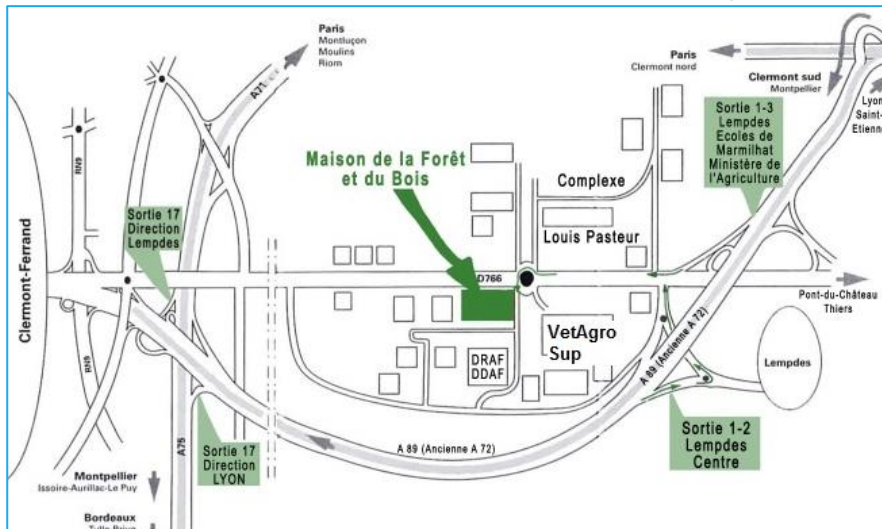 Paris
Montluçon
Moulins
Riom
A71
Paris
Clermont nord
Clermont sud
Montpellier
Lyon
Saint-
Etienne
Sortie 1-3
Lempdes
Ecoles de
Marmilhat
Ministère de
l'Agriculture
RN9
Maison de la Forêt
et du Bois
Complexe
Louis Pasteur
Sortie 17
Direction
Lempdes
Clermont-Ferrand
D766
Pont-du-Château
Thiers
VetAgro
Sup
DRAF
DDAF
A 89 (Ancienne A 72)
Lempdes
RN9
A75
Sortie 17
Direction
LYON
A 89 (Ancienne A 72)
Sortie 1-2
Lempdes
Centre
Montpellier
Issoire-Aurillac-Le Puy
Bordeaux